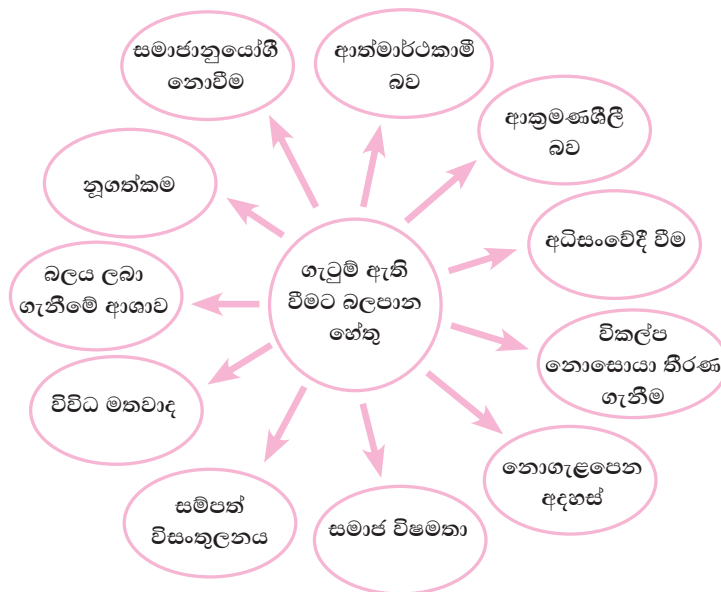 සමාජානුයෝගී
නොවීම
ආත්මාර්ථකාමී
බව
ආක්‍රමණශීලී
බව
නූගත්කම
අධිසංවේදී වීම
ගැටුම් ඇති
වීමට බලපාන
හේතු
බලය ලබා
ගැනීමේ ආශාව
විකල්ප
නොසොයා තීරණ
ගැනීම
විවිධ මතවාද
නොගැළපෙන
අදහස්
සම්පත්
විසංතුලනය
සමාජ විෂමතා